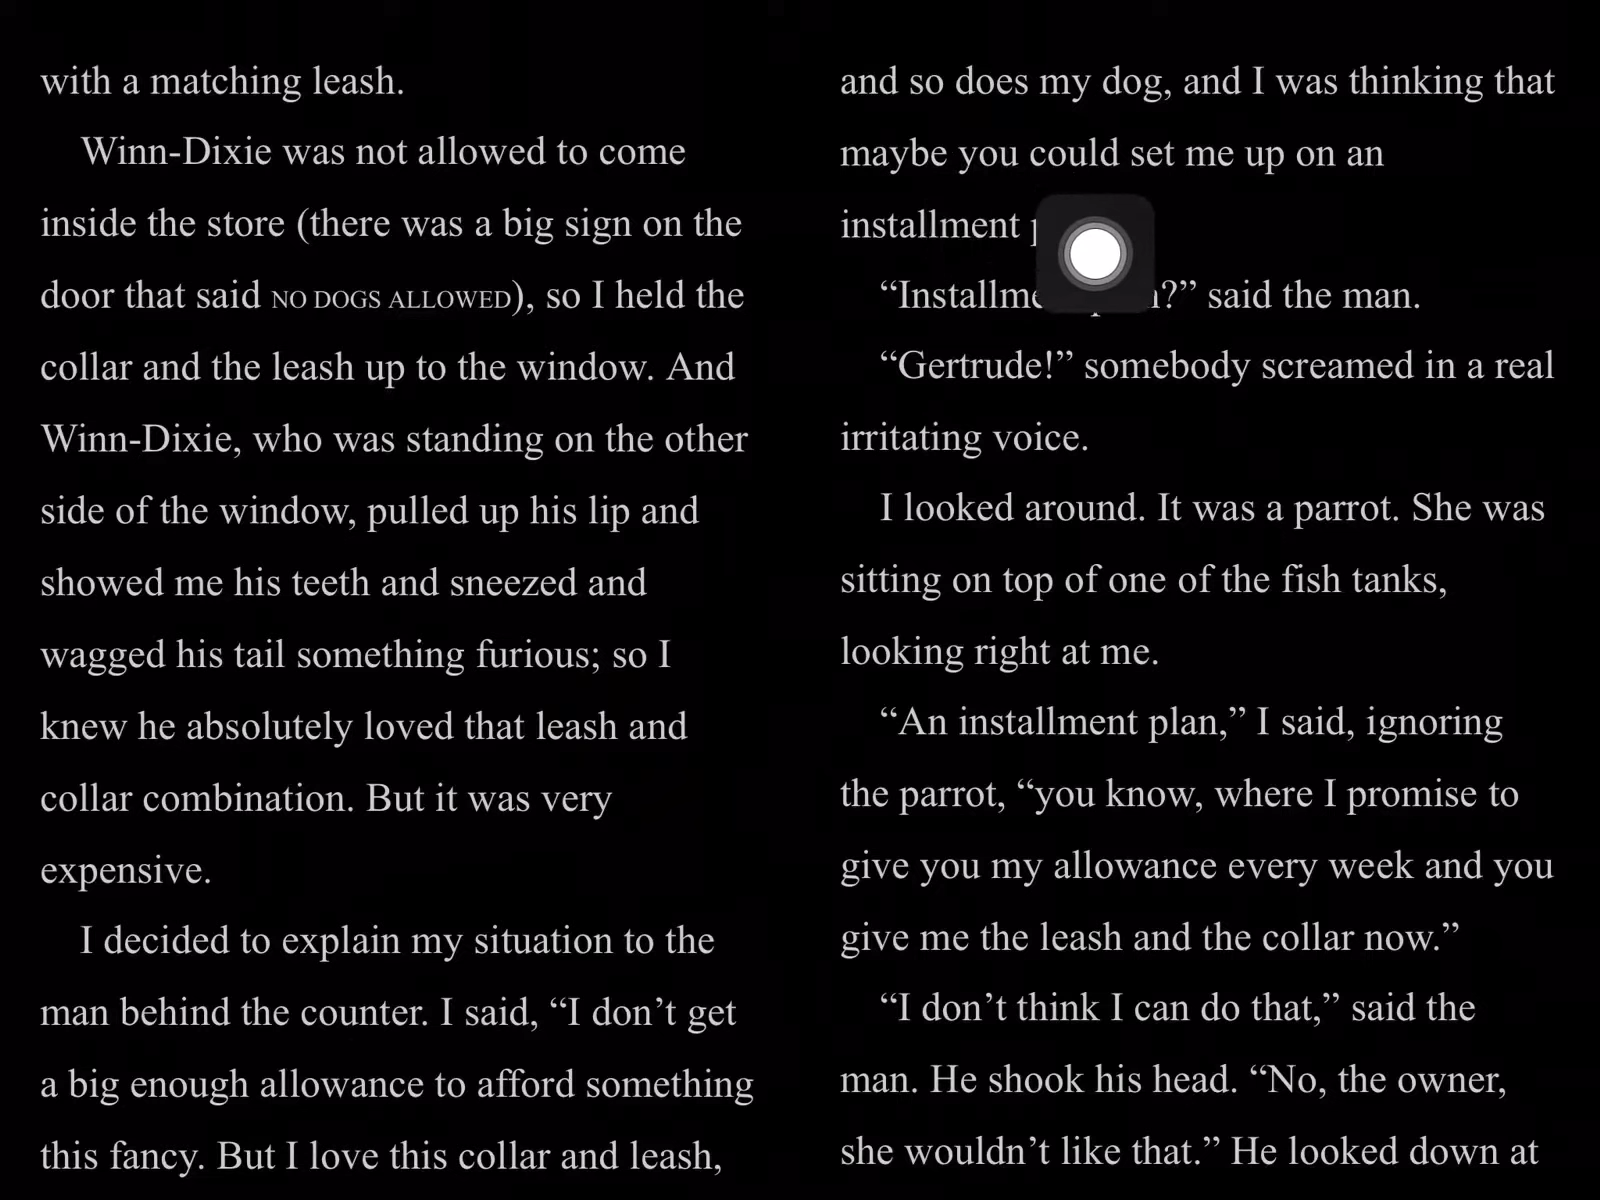 with a matching leash.
Winn-Dixie was not allowed to come
inside the store (there was a big sign on the
door that said NO DOGS ALLOWED), so I held the
collar and the leash up to the window. And
Winn-Dixie, who was standing on the other
side of the window, pulled up his lip and
showed me his teeth and sneezed and
wagged his tail something furious; so I
knew he absolutely loved that leash and
collar combination. But it was very
expensive.
I decided to explain my situation to the
man behind the counter. I said, “I don’t get
a big enough allowance to afford something
this fancy. But I love this collar and leash,
and so does my dog, and I was thinking that
maybe you could set me up on an
installment
said the man.
“Gertrude!” somebody screamed in a real
irritating voice.
I looked around. It was a parrot. She was
sitting on top of one of the fish tanks,
looking right at me.
“An installment plan,” I said, ignoring
the parrot, “you know, where I promise to
give you my allowance every week and you
give me the leash and the collar now.”
“I don’t think I can do that,” said the
man. He shook his head. “No, the owner,
she wouldn’t like that.” He looked down at